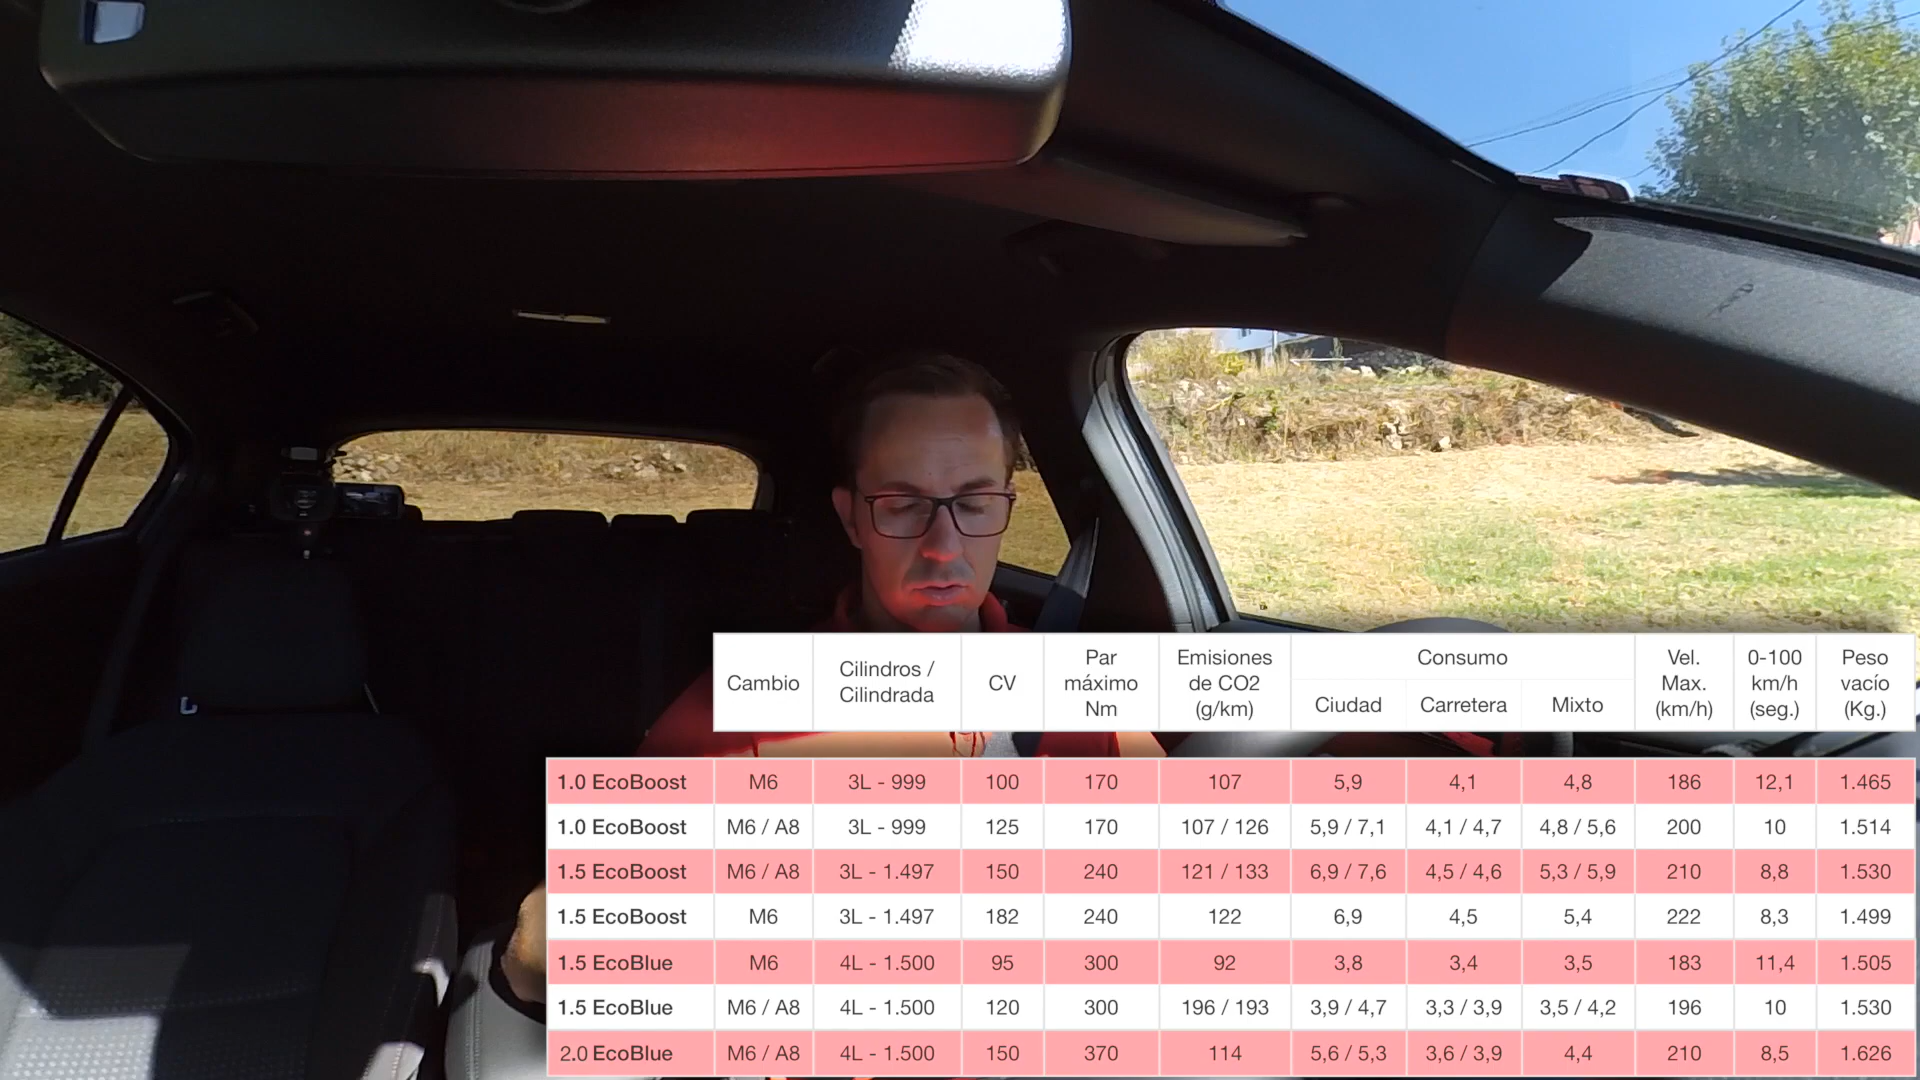 Cambio Cilindros / Cilindrada CV Par máximo Nm Emisiones de CO2 (g/km) Consumo Vel. Max. (km/h) 0-100 km/h (seg.) Peso vacío (Kg.)
Ciudad Carretera Mixto
1.0 EcoBoost M6 3L - 999 100 170 107 5,9 4,1 4,8 186 12,1 1.465
1.0 EcoBoost M6 / A8 3L - 999 125 170 107 / 126 5,9 / 7,1 4,1 / 4,7 4,8 / 5,6 200 10 1.514
1.5 EcoBoost M6 / A8 3L - 1.497 150 240 121 / 133 6,9 / 7,6 4,5 / 4,6 5,3 / 5,9 210 8,8 1.530
1.5 EcoBoost M6 3L - 1.497 182 240 122 6,9 4,5 5,4 222 8,3 1.499
1.5 EcoBlue M6 4L - 1.500 95 300 92 3,8 3,4 3,5 183 11,4 1.505
1.5 EcoBlue M6 / A8 4L - 1.500 120 300 196 / 193 3,9 / 4,7 3,3 / 3,9 3,5 / 4,2 196 10 1.530
2.0 EcoBlue M6 / A8 4L - 1.500 150 370 114 5,6 / 5,3 3,6 / 3,9 4,4 210 8,5 1.626